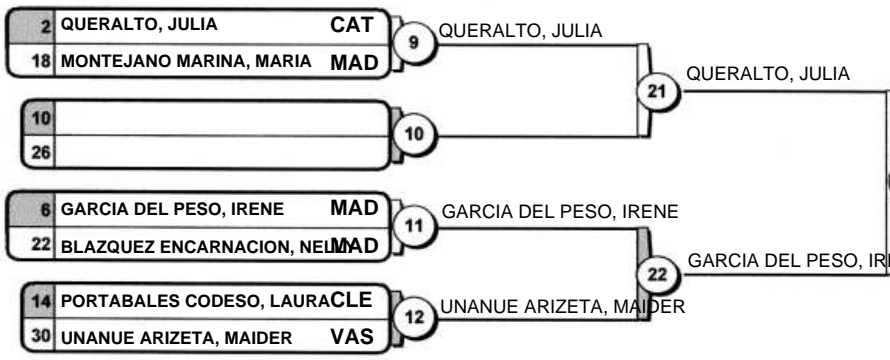 2 QUERALTO, JULIA CAT
18 MONTEJANO MARINA, MARIA MAD
9 QUERALTO, JULIA
21 QUERALTO, JULIA
10
26
10
6 GARCIA DEL PESO, IRENE MAD
22 BLAZQUEZ ENCARNACION, NELLY MAD
11 GARCIA DEL PESO, IRENE
22 GARCIA DEL PESO, IRE
14 PORTABALES CODESO, LAURA CLE
30 UNANUE ARIZETA, MAIDER VAS
12 UNANUE ARIZETA, MAIDER